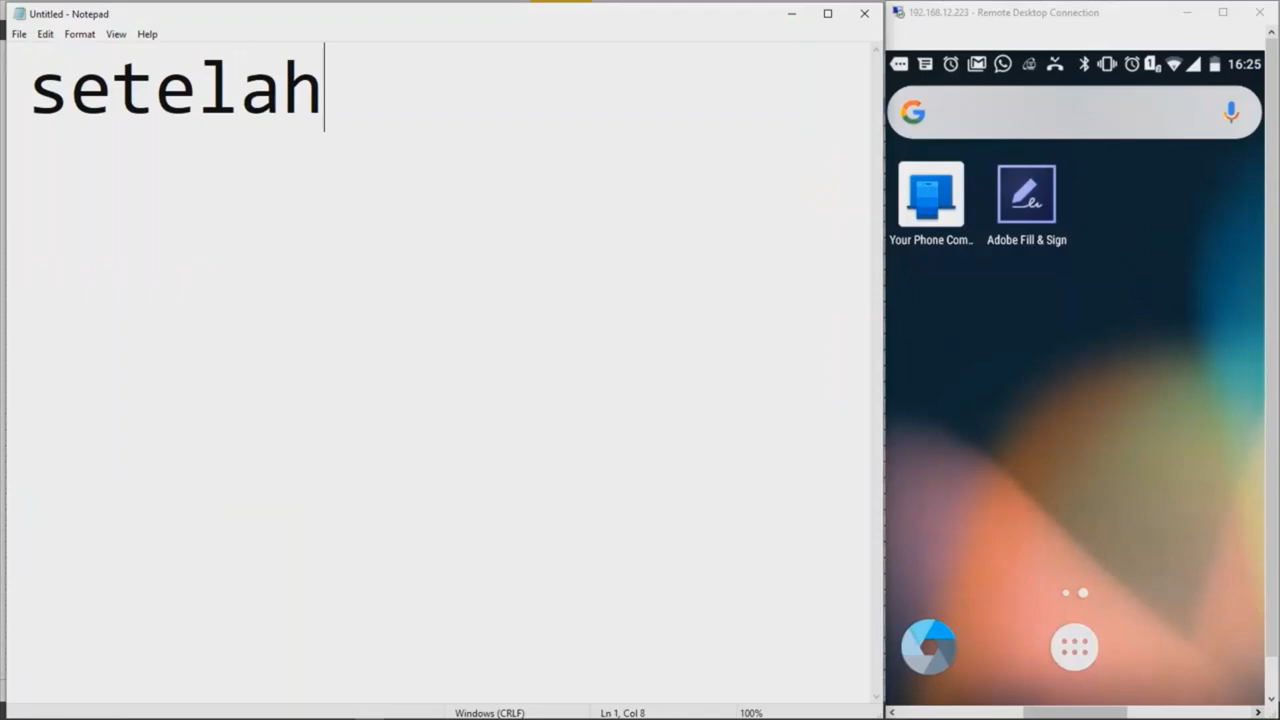 Untitled - Notepad
File Edit Format View Help
setelah
Windows (CRLF) Ln 1, Col 8 100%
192.168.12.223 - Remote Desktop Connection
16:25
Your Phone Com..
Adobe Fill & Sign